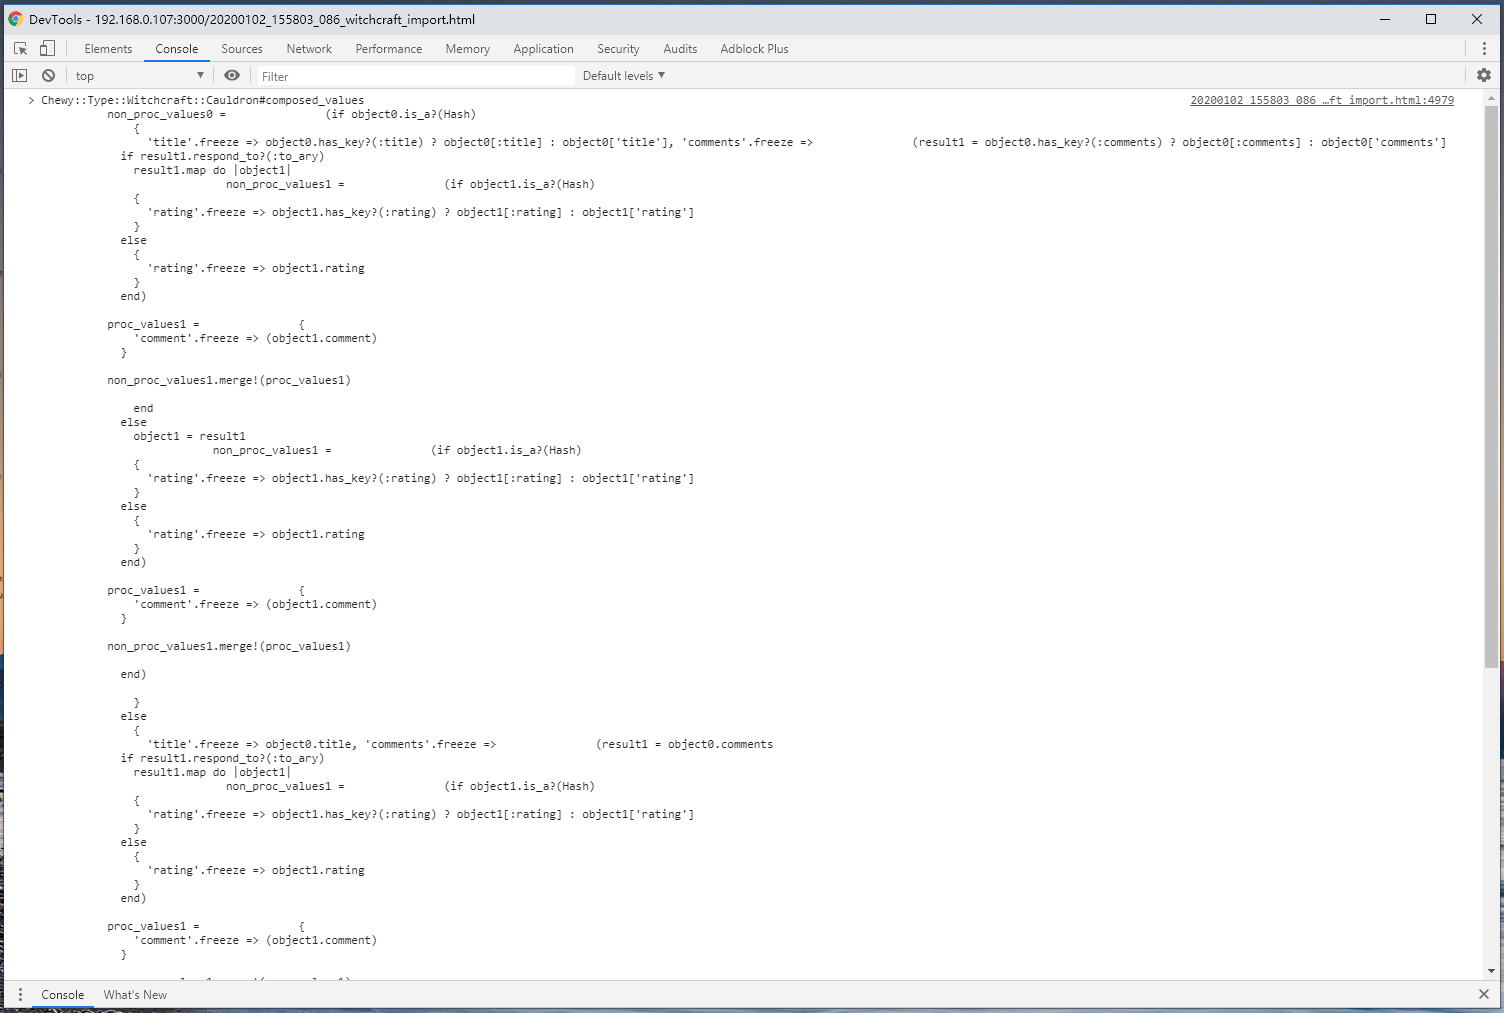 DevTools - 192.168.0.107:3000/20200102_155803_086_witchcraft_import.html
Elements Console Sources Network Performance Memory Application Security Audits Adblock Plus
top ▼ Filter Default levels ▼
> Chewy::Type::Witchcraft::Cauldron#composed_values 20200102_155803_086_…ft_import.html:4979
non_proc_values0 = (if object0.is_a?(Hash)
{
'title'.freeze => object0.has_key?(:title) ? object0[:title] : object0['title'], 'comments'.freeze => (result1 = object0.has_key?(:comments) ? object0[:comments] : object0['comments']
if result1.respond_to?(:to_ary)
result1.map do |object1|
non_proc_values1 = (if object1.is_a?(Hash)
{
'rating'.freeze => object1.has_key?(:rating) ? object1[:rating] : object1['rating']
}
else
{
'rating'.freeze => object1.rating
}
end)
proc_values1 = {
'comment'.freeze => (object1.comment)
}
non_proc_values1.merge!(proc_values1)
end
else
object1 = result1
non_proc_values1 = (if object1.is_a?(Hash)
{
'rating'.freeze => object1.has_key?(:rating) ? object1[:rating] : object1['rating']
}
else
{
'rating'.freeze => object1.rating
}
end)
proc_values1 = {
'comment'.freeze => (object1.comment)
}
non_proc_values1.merge!(proc_values1)
end)
}
else
{
'title'.freeze => object0.title, 'comments'.freeze => (result1 = object0.comments
if result1.respond_to?(:to_ary)
result1.map do |object1|
non_proc_values1 = (if object1.is_a?(Hash)
{
'rating'.freeze => object1.has_key?(:rating) ? object1[:rating] : object1['rating']
}
else
{
'rating'.freeze => object1.rating
}
end)
proc_values1 = {
'comment'.freeze => (object1.comment)
}
Console What's New